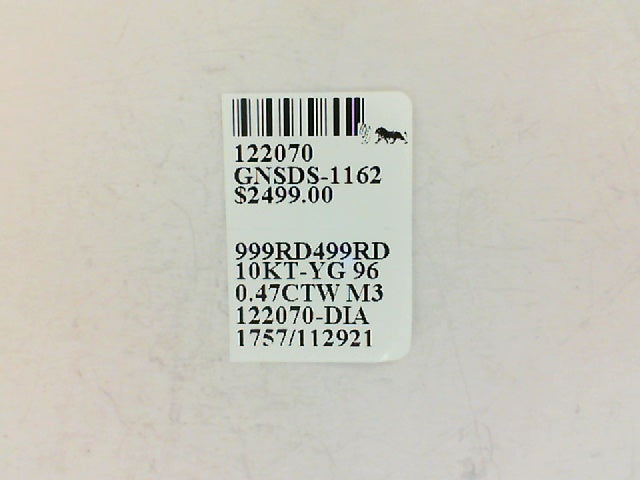 122070
GNSDS-1162
$2499.00
999RD499RD
10KT-YG 96
0.47CTW M3
122070-DIA
1757/112921